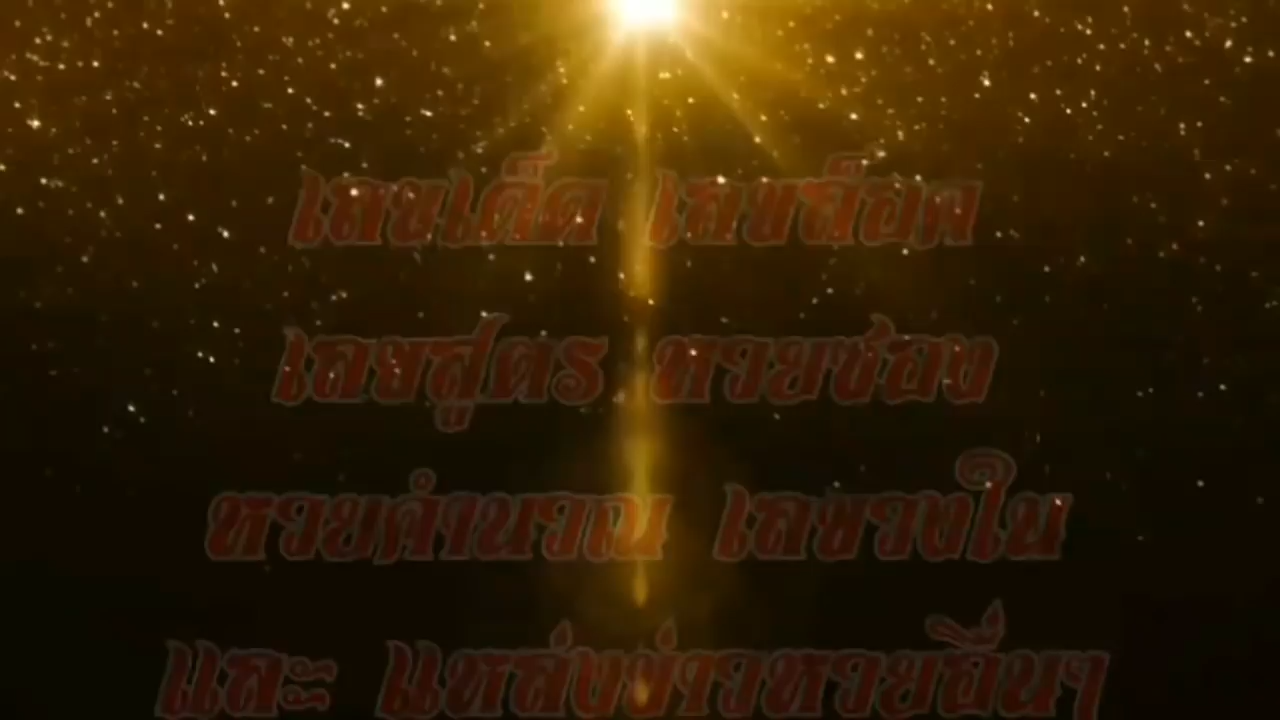 เลขเด็ด เลขล็อค
เลขสูตร หวยซอง
หวยคำนวณ เลขวงใน
และ แหล่งข่าวหวยอื่นๆ